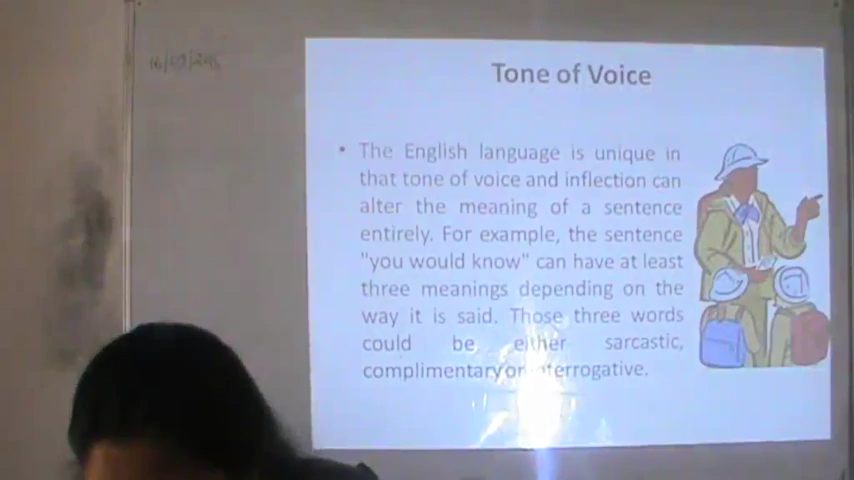 Tone of Voice
• The English language is unique in
that tone of voice and inflection can
alter the meaning of a sentence
entirely. For example, the sentence
"you would know" can have at least
three meanings depending on the
way it is said. Those three words
could be either sarcastic,
complimentary or interrogative.